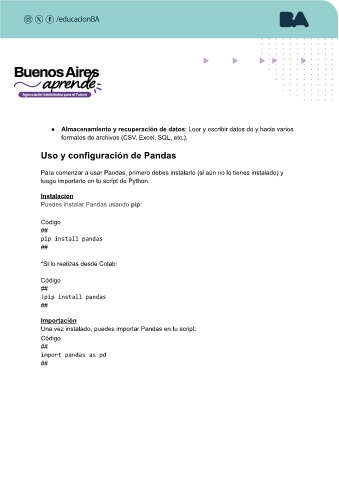 /educacionBA
BA
Buenos Aires
aprende
Agencia de Habilidades para el Futuro
● Almacenamiento y recuperación de datos: Leer y escribir datos de y hacia varios
formatos de archivos (CSV, Excel, SQL, etc.).
Uso y configuración de Pandas
Para comenzar a usar Pandas, primero debes instalarlo (si aún no lo tienes instalado) y
luego importarlo en tu script de Python.
Instalación
Puedes instalar Pandas usando pip:
Código
##
pip install pandas
##
*Si lo realizas desde Colab:
Código
##
!pip install pandas
##
Importación
Una vez instalado, puedes importar Pandas en tu script:
Código
##
import pandas as pd
##